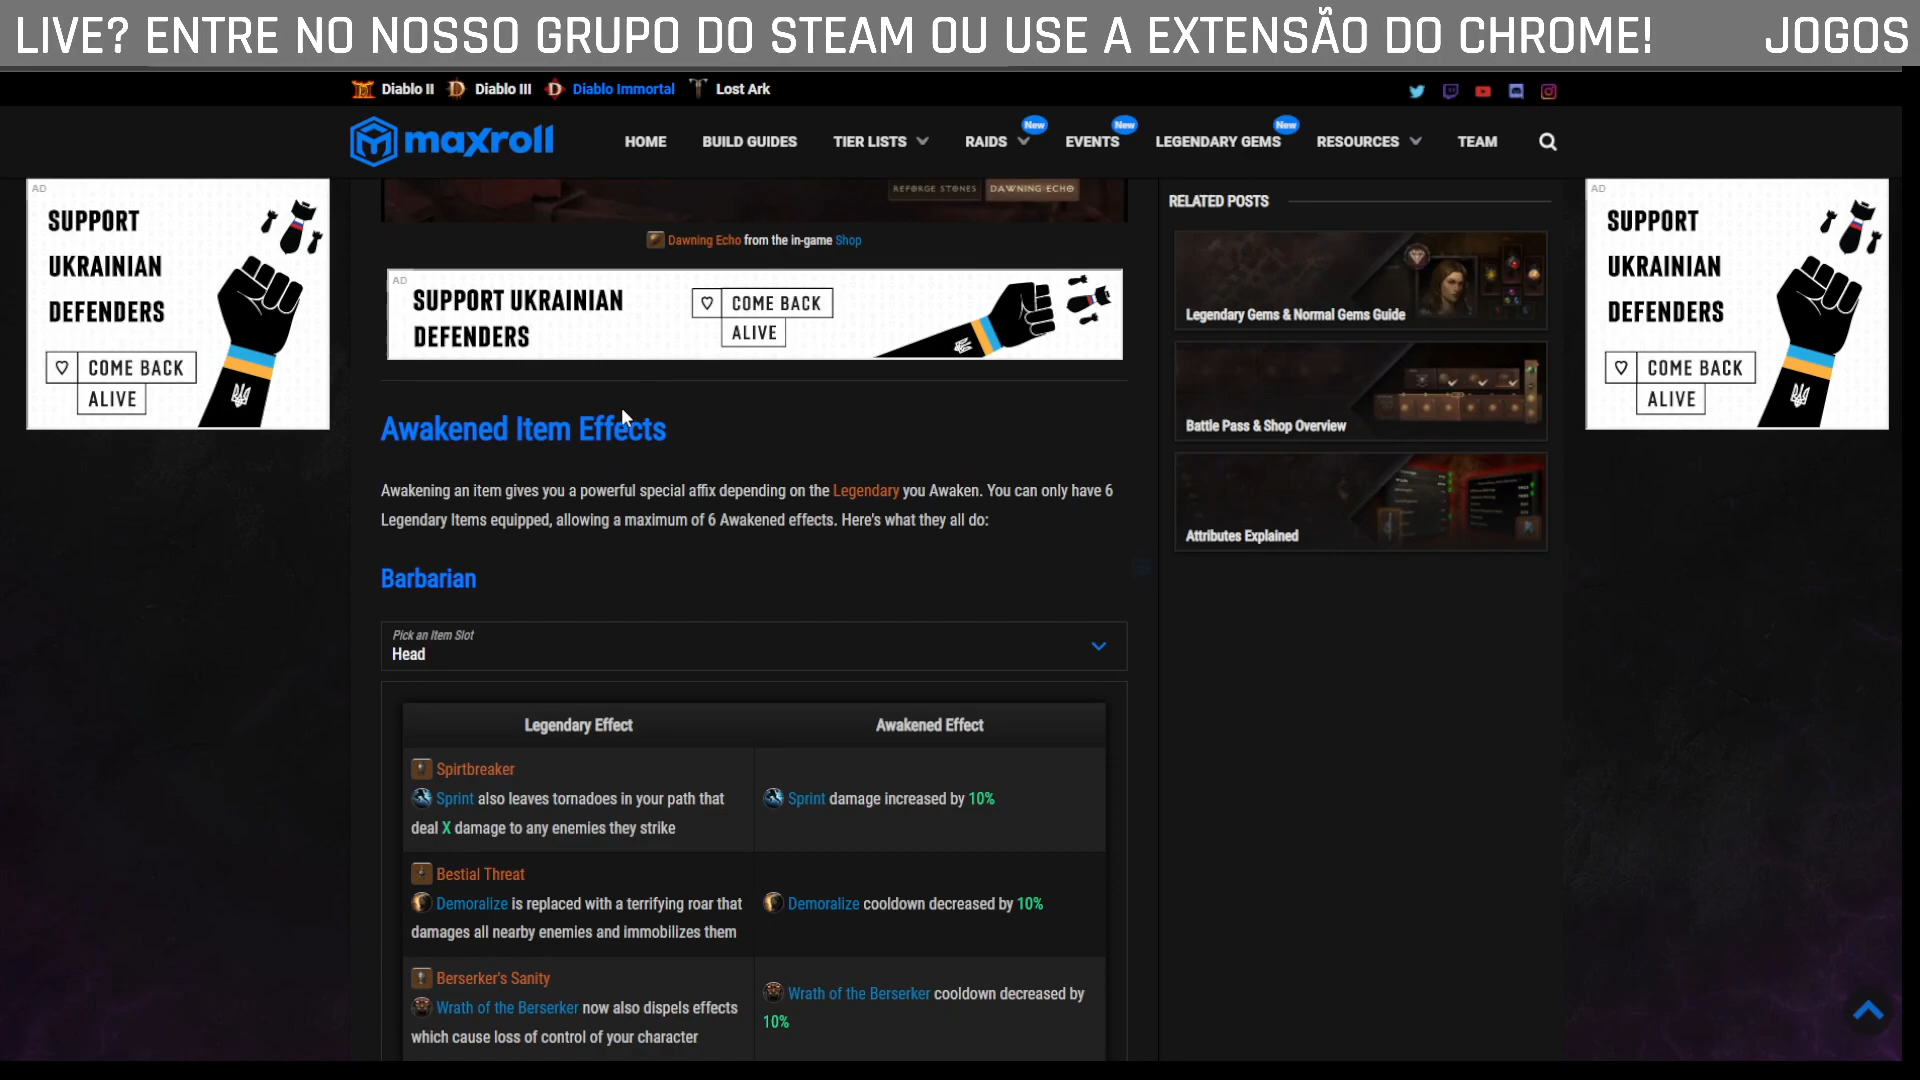 LIVE? ENTRE NO NOSSO GRUPO DO STEAM OU USE A EXTENSÃO DO CHROME! JOGOS
Diablo II Diablo III Diablo Immortal Lost Ark
maxroll
HOME BUILD GUIDES TIER LISTS RAIDS New EVENTS New LEGENDARY GEMS New RESOURCES TEAM
AD
SUPPORT
UKRAINIAN
DEFENDERS
COME BACK
ALIVE
REFORGE STONES DAWNING ECHO
Dawning Echo from the in-game Shop
AD
SUPPORT UKRAINIAN
DEFENDERS
COME BACK
ALIVE
Awakened Item Effects
Awakening an item gives you a powerful special affix depending on the Legendary you Awaken. You can only have 6
Legendary Items equipped, allowing a maximum of 6 Awakened effects. Here's what they all do:
Barbarian
Pick an Item Slot
Head
Legendary Effect Awakened Effect
Spirtbreaker
Sprint also leaves tornadoes in your path that
deal X damage to any enemies they strike
Sprint damage increased by 10%
Bestial Threat
Demoralize is replaced with a terrifying roar that
damages all nearby enemies and immobilizes them
Demoralize cooldown decreased by 10%
Berserker's Sanity
Wrath of the Berserker now also dispels effects
which cause loss of control of your character
Wrath of the Berserker cooldown decreased by
10%
RELATED POSTS
Legendary Gems & Normal Gems Guide
Battle Pass & Shop Overview
Attributes Explained
AD
SUPPORT
UKRAINIAN
DEFENDERS
COME BACK
ALIVE